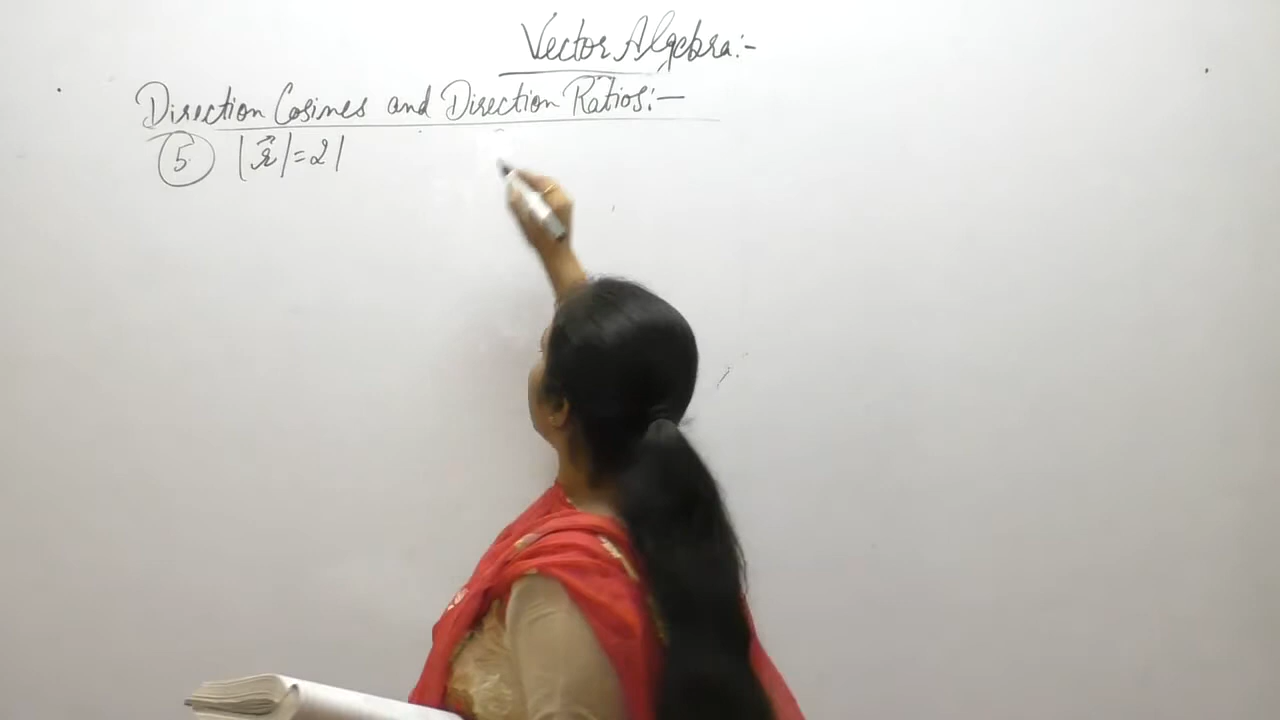 Vector Algebra:-
Direction Cosines and Direction Ratios:-
5 |r⃗|=21